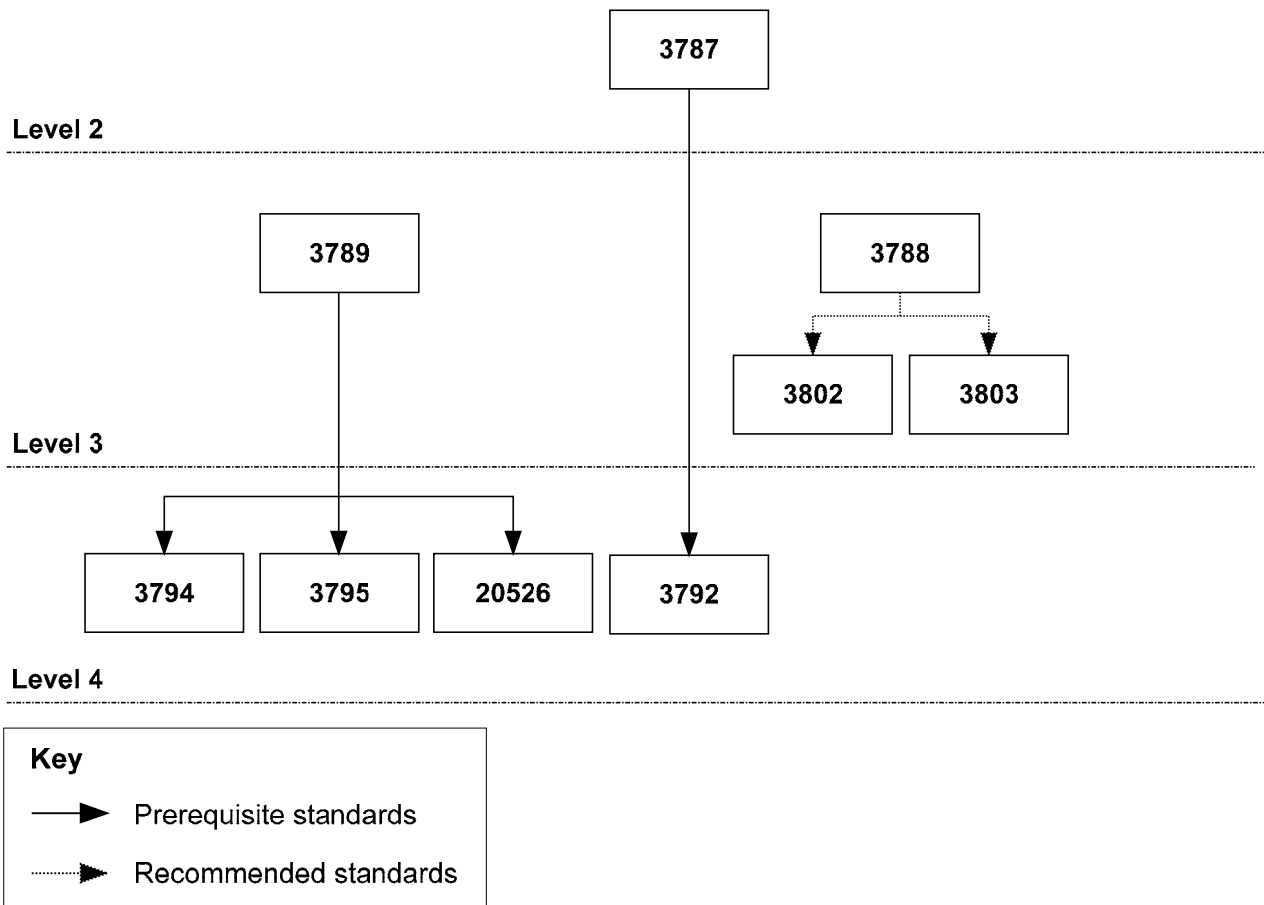 3787
Level 2
3789
3788
3802
3803
Level 3
3794
3795
20526
3792
Level 4
Key
Prerequisite standards
Recommended standards